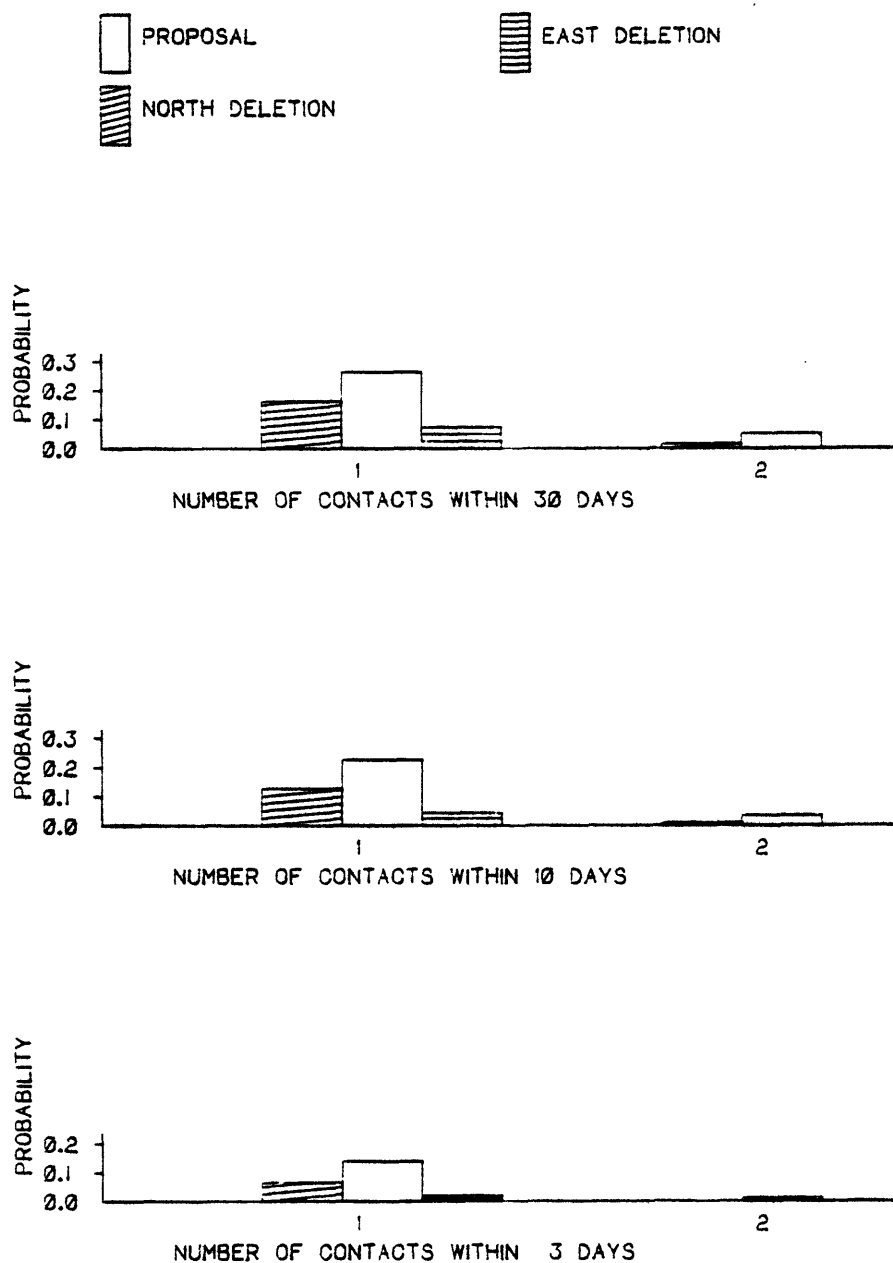 PROPOSAL
EAST DELETION
NORTH DELETION
PROBABILITY
0.3
0.2
0.1
0.0
1
2
NUMBER OF CONTACTS WITHIN 30 DAYS
PROBABILITY
0.3
0.2
0.1
0.0
1
2
NUMBER OF CONTACTS WITHIN 10 DAYS
PROBABILITY
0.2
0.1
0.0
1
2
NUMBER OF CONTACTS WITHIN 3 DAYS